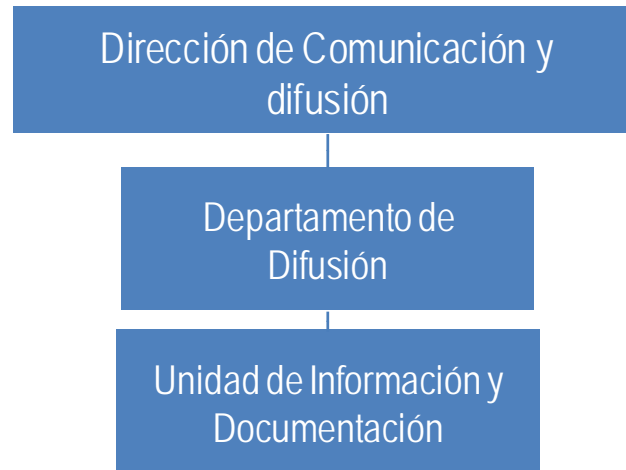 Dirección de Comunicación y
difusión
Departamento de
Difusión
Unidad de Información y
Documentación